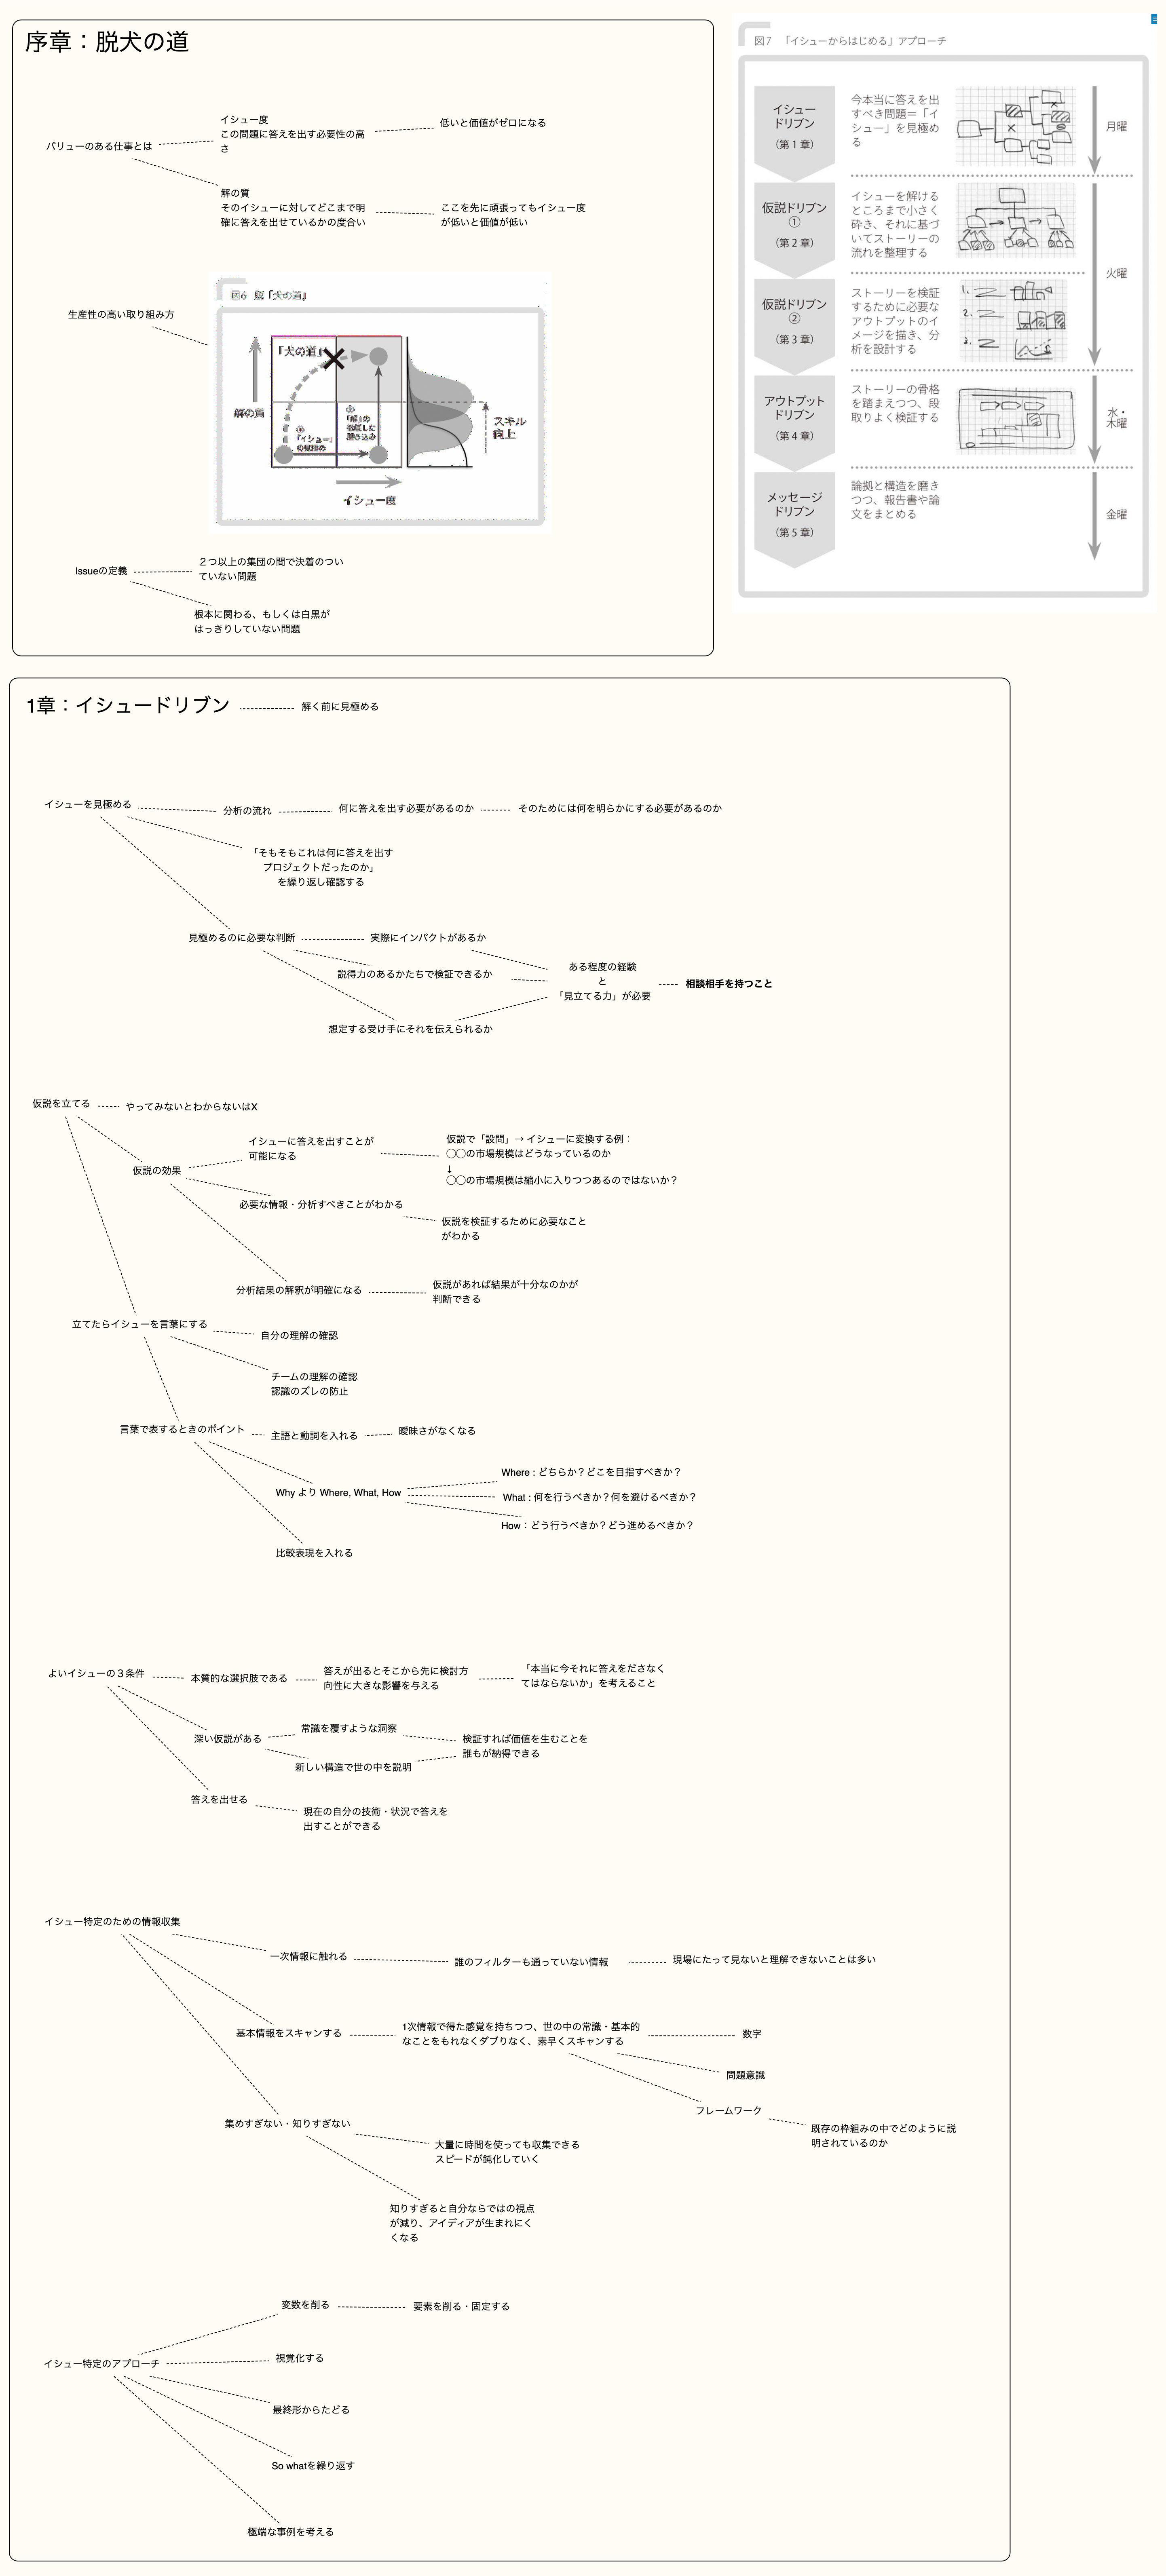 序章：脱犬の道
バリューのある仕事とは
イシュー度
この問題に答えを出す必要性の高
さ
低いと価値がゼロになる
解の質
そのイシューに対してどこまで明
確に答えを出せているかの度合い
ここを先に頑張ってもイシュー度
が低いと価値が低い
生産性の高い取り組み方
図6 脱「犬の道」
「犬の道」
解の質
①
「イシュー」
の見極め
②
「解」の
徹底した
磨き込み
スキル
向上
イシュー度
Issueの定義
２つ以上の集団の間で決着のつい
ていない問題
根本に関わる、もしくは白黒が
はっきりしていない問題
図7 「イシューからはじめる」アプローチ
イシュー
ドリブン
（第１章）
今本当に答えを出
すべき問題＝「イ
シュー」を見極め
る
月曜
仮説ドリブン
①
（第２章）
イシューを解ける
ところまで小さく
砕き、それに基づ
いてストーリーの
流れを整理する
火曜
仮説ドリブン
②
（第３章）
ストーリーを検証
するために必要な
アウトプットのイ
メージを描き、分
析を設計する
1.
2.
3.
アウトプット
ドリブン
（第４章）
ストーリーの骨格
を踏まえつつ、段
取りよく検証する
水・
木曜
メッセージ
ドリブン
（第５章）
論拠と構造を磨き
つつ、報告書や論
文をまとめる
金曜
1章：イシュードリブン
解く前に見極める
イシューを見極める
分析の流れ
何に答えを出す必要があるのか
そのためには何を明らかにする必要があるのか
「そもそもこれは何に答えを出す
プロジェクトだったのか」
を繰り返し確認する
見極めるのに必要な判断
実際にインパクトがあるか
説得力のあるかたちで検証できるか
想定する受け手にそれを伝えられるか
ある程度の経験
と
「見立てる力」が必要
相談相手を持つこと
仮説を立てる
やってみないとわからないはX
仮説の効果
イシューに答えを出すことが
可能になる
仮説で「設問」→ イシューに変換する例：
◯◯の市場規模はどうなっているのか
↓
◯◯の市場規模は縮小に入りつつあるのではないか？
必要な情報・分析すべきことがわかる
仮説を検証するために必要なこと
がわかる
分析結果の解釈が明確になる
仮説があれば結果が十分なのかが
判断できる
立てたらイシューを言葉にする
自分の理解の確認
チームの理解の確認
認識のズレの防止
言葉で表するときのポイント
主語と動詞を入れる
曖昧さがなくなる
Why より Where, What, How
Where : どちらか？どこを目指すべきか？
What : 何を行うべきか？何を避けるべきか？
How：どう行うべきか？どう進めるべきか？
比較表現を入れる
よいイシューの３条件
本質的な選択肢である
答えが出るとそこから先に検討方
向性に大きな影響を与える
「本当に今それに答えをださなく
てはならないか」を考えること
深い仮説がある
常識を覆すような洞察
新しい構造で世の中を説明
検証すれば価値を生むことを
誰もが納得できる
答えを出せる
現在の自分の技術・状況で答えを
出すことができる
イシュー特定のための情報収集
一次情報に触れる
誰のフィルターも通っていない情報
現場にたって見ないと理解できないことは多い
基本情報をスキャンする
1次情報で得た感覚を持ちつつ、世の中の常識・基本的
なことをもれなくダブりなく、素早くスキャンする
数字
問題意識
フレームワーク
既存の枠組みの中でどのように説
明されているのか
集めすぎない・知りすぎない
大量に時間を使っても収集できる
スピードが鈍化していく
知りすぎると自分ならではの視点
が減り、アイディアが生まれにく
くなる
イシュー特定のアプローチ
変数を削る
要素を削る・固定する
視覚化する
最終形からたどる
So whatを繰り返す
極端な事例を考える